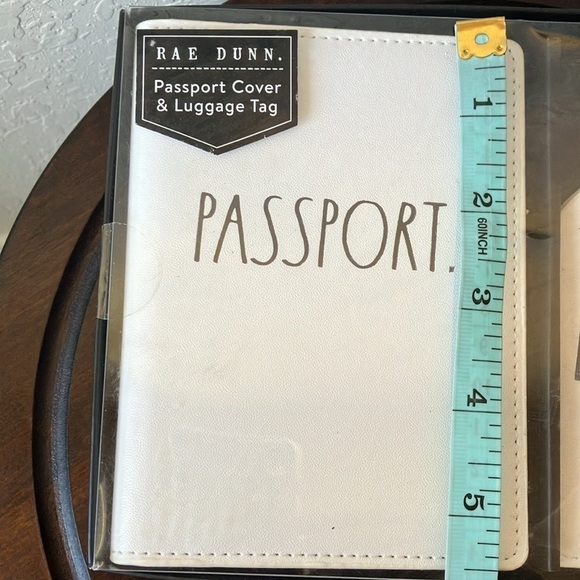 RAE DUNN.
Passport Cover
& Luggage Tag
PASSPORT.
1
2
60INCH
3
4
5